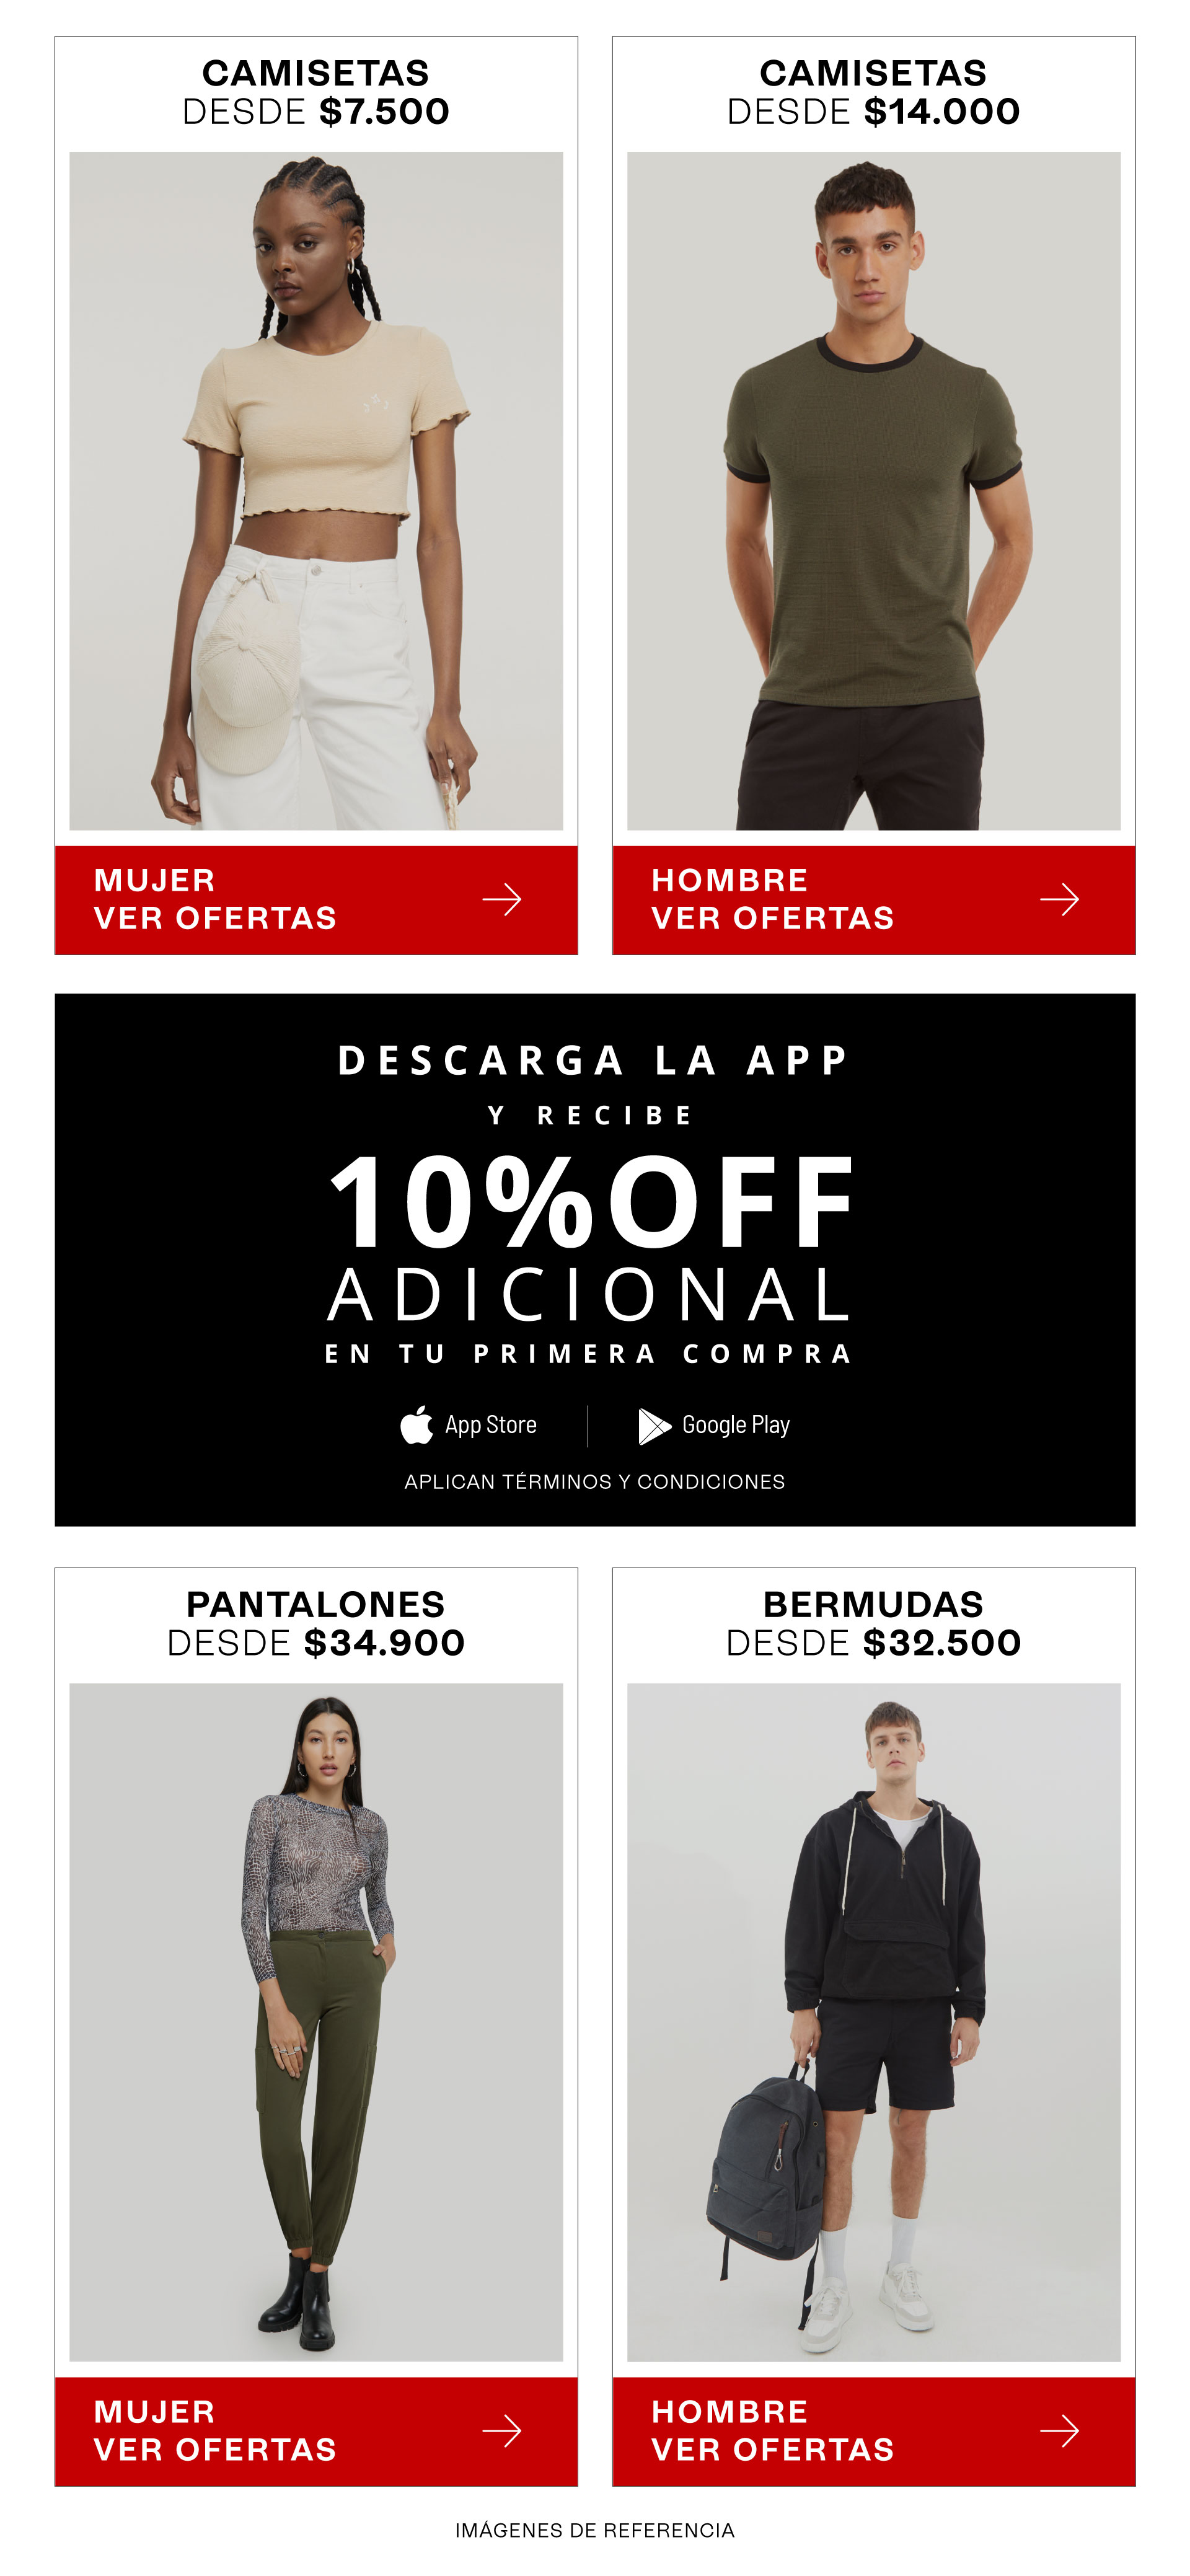 CAMISETAS
DESDE $7.500
CAMISETAS
DESDE $14.000
MUJER
VER OFERTAS
HOMBRE
VER OFERTAS
DESCARGA LA APP
Y RECIBE
10%OFF
ADICIONAL
EN TU PRIMERA COMPRA
App Store
Google Play
APLICAN TÉRMINOS Y CONDICIONES
PANTALONES
DESDE $34.900
BERMUDAS
DESDE $32.500
MUJER
VER OFERTAS
HOMBRE
VER OFERTAS
IMÁGENES DE REFERENCIA